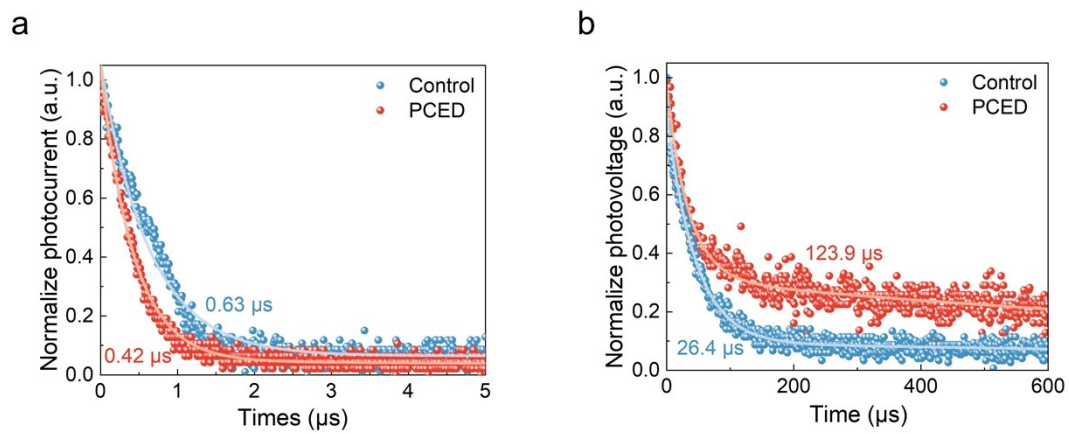 a
Normalize photocurrent (a.u.)
1.0
0.8
0.6
0.4
0.2
0.0
Control
PCED
0.63 µs
0.42 µs
0
1
2
3
4
5
Times (µs)
b
Normalize photovoltage (a.u.)
1.0
0.8
0.6
0.4
0.2
0.0
Control
PCED
123.9 µs
26.4 µs
0
200
400
600
Time (µs)